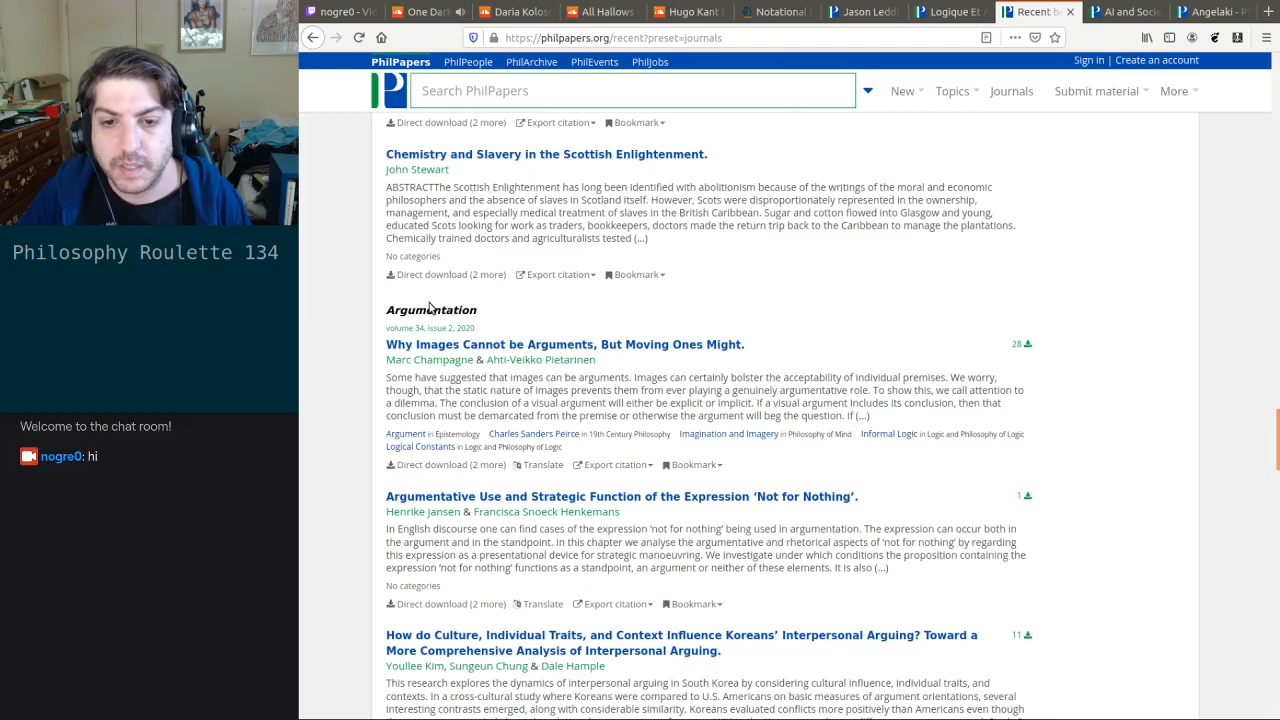 nogre0 - Vid
One Dark
Daria Kolos
All Hallows
Hugo Kant L
Notational
Jason Leddi
Logique Et
Recent b
AI and Socie
Angelaki - P
https://philpapers.org/recent?preset=journals
PhilPapers PhilPeople PhilArchive PhilEvents PhilJobs
Sign in | Create an account
Search PhilPapers
New Topics Journals Submit material More
Direct download (2 more) Export citation Bookmark
Chemistry and Slavery in the Scottish Enlightenment.
John Stewart
ABSTRACTThe Scottish Enlightenment has long been identified with abolitionism because of the writings of the moral and economic
philosophers and the absence of slaves in Scotland itself. However, Scots were disproportionately represented in the ownership,
management, and especially medical treatment of slaves in the British Caribbean. Sugar and cotton flowed into Glasgow and young,
educated Scots looking for work as traders, bookkeepers, doctors made the return trip back to the Caribbean to manage the plantations.
Chemically trained doctors and agriculturalists tested (...)
No categories
Direct download (2 more) Export citation Bookmark
Argumentation
volume 34, issue 2, 2020
Why Images Cannot be Arguments, But Moving Ones Might.
28
Marc Champagne & Ahti-Veikko Pietarinen
Some have suggested that images can be arguments. Images can certainly bolster the acceptability of individual premises. We worry,
though, that the static nature of images prevents them from ever playing a genuinely argumentative role. To show this, we call attention to
a dilemma. The conclusion of a visual argument will either be explicit or implicit. If a visual argument includes its conclusion, then that
conclusion must be demarcated from the premise or otherwise the argument will beg the question. If (...)
Argument in Epistemology Charles Sanders Peirce in 19th Century Philosophy Imagination and Imagery in Philosophy of Mind Informal Logic in Logic and Philosophy of Logic
Logical Constants in Logic and Philosophy of Logic
Direct download (2 more) Translate Export citation Bookmark
Argumentative Use and Strategic Function of the Expression ‘Not for Nothing’.
1
Henrike Jansen & Francisca Snoeck Henkemans
In English discourse one can find cases of the expression ‘not for nothing’ being used in argumentation. The expression can occur both in
the argument and in the standpoint. In this chapter we analyse the argumentative and rhetorical aspects of ‘not for nothing’ by regarding
this expression as a presentational device for strategic manoeuvring. We investigate under which conditions the proposition containing the
expression ‘not for nothing’ functions as a standpoint, an argument or neither of these elements. It is also (...)
No categories
Direct download (2 more) Translate Export citation Bookmark
How do Culture, Individual Traits, and Context Influence Koreans’ Interpersonal Arguing? Toward a
More Comprehensive Analysis of Interpersonal Arguing.
11
Youllee Kim, Sungeun Chung & Dale Hample
This research explores the dynamics of interpersonal arguing in South Korea by considering cultural influence, individual traits, and
contexts. In a cross-cultural study where Koreans were compared to U.S. Americans on basic measures of argument orientations, several
interesting contrasts emerged, along with considerable similarity. Koreans evaluated conflicts more positively than Americans even though
Philosophy Roulette 134
Welcome to the chat room!
nogre0: hi